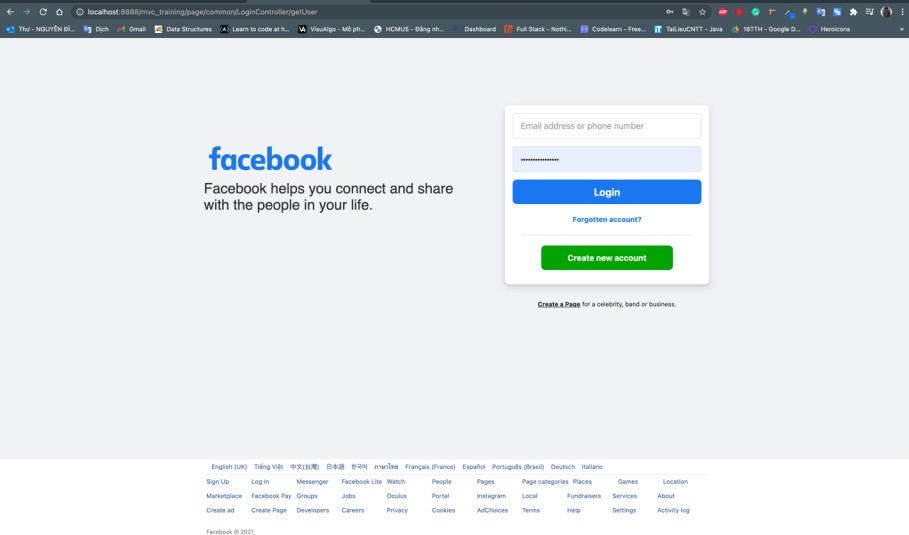 localhost:8888/mvc_training/page/common/LoginController/getUser
Thư - NGUYỄN ĐÌ... Dịch Gmail Data Structures Learn to code at h... VisuAlgo - Mô ph... HCMUS - Đăng nh... Dashboard Full Stack - Nothi... Codelearn - Free... TaiLieuCNTT - Java 18TTH - Google D... Heroicons
facebook
Facebook helps you connect and share
with the people in your life.
Email address or phone number
••••••••••••••••
Login
Forgotten account?
Create new account
Create a Page for a celebrity, band or business.
English (UK) Tiếng Việt 中文(台灣) 日本語 한국어 ภาษาไทย Français (France) Español Português (Brasil) Deutsch Italiano
Sign Up Log In Messenger Facebook Lite Watch People Pages Page categories Places Games Location
Marketplace Facebook Pay Groups Jobs Oculus Portal Instagram Local Fundraisers Services About
Create ad Create Page Developers Careers Privacy Cookies AdChoices Terms Help Settings Activity log
Facebook © 2021